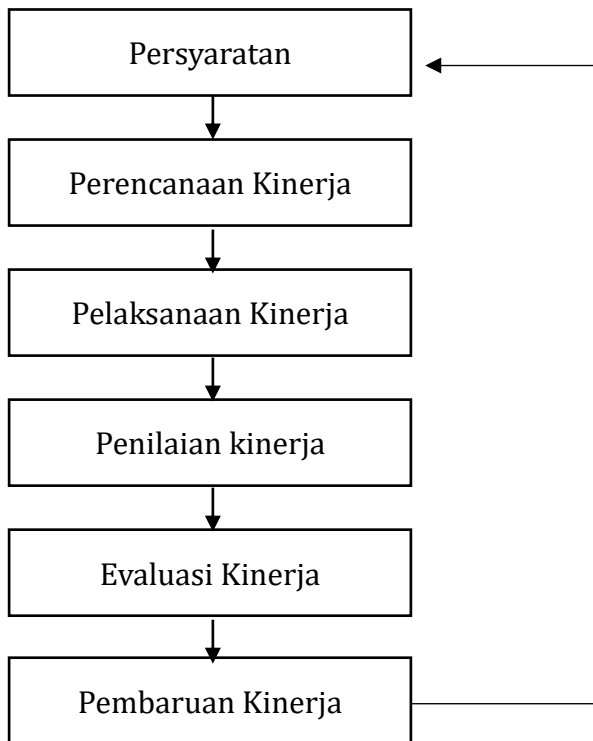 Persyaratan
Perencanaan Kinerja
Pelaksanaan Kinerja
Penilaian kinerja
Evaluasi Kinerja
Pembaruan Kinerja